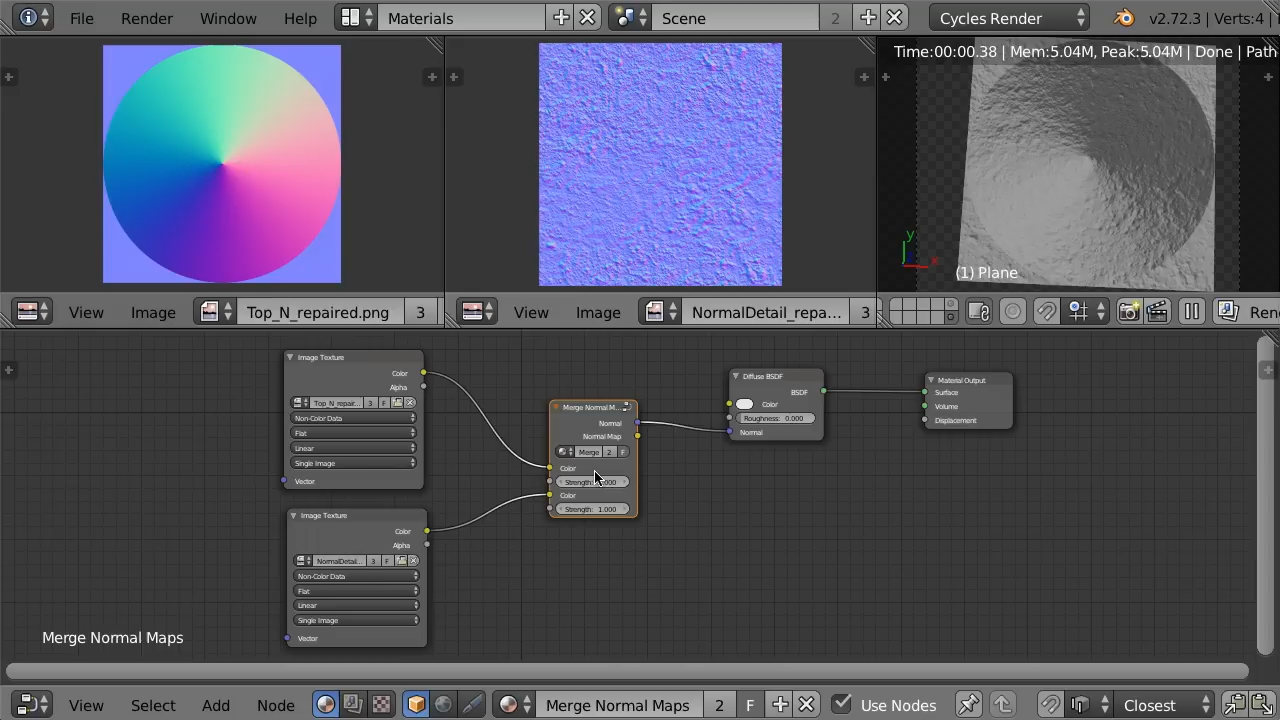 File Render Window Help Materials Scene 2 Cycles Render v2.72.3 | Verts:4 |
Time:00:00.38 | Mem:5.04M, Peak:5.04M | Done | Path
y
x
(1) Plane
View Image Top_N_repaired.png 3
View Image NormalDetail_repa... 3
Ren
Image Texture
Color
Alpha
Top_N_repair... 3 F
Non-Color Data
Flat
Linear
Single Image
Vector
Image Texture
Color
Alpha
NormalDetail... 3 F
Non-Color Data
Flat
Linear
Single Image
Vector
Merge Normal M...
Normal
Normal Map
Merge 2 F
Color
Strength:
Color
Strength: 1.000
Diffuse BSDF
BSDF
Color
Roughness: 0.000
Normal
Material Output
Surface
Volume
Displacement
Merge Normal Maps
View Select Add Node Merge Normal Maps 2 F Use Nodes Closest